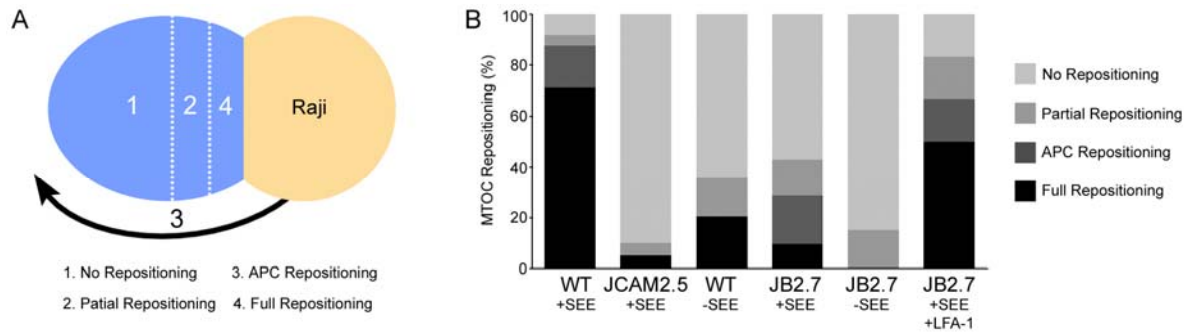 A
1
2
4
Raji
3
1. No Repositioning
3. APC Repositioning
2. Patial Repositioning
4. Full Repositioning
B
MTOC Repositioning (%)
100
80
60
40
20
0
WT
+SEE
JCAM2.5
+SEE
WT
-SEE
JB2.7
+SEE
JB2.7
-SEE
JB2.7
+SEE
+LFA-1
No Repositioning
Partial Repositioning
APC Repositioning
Full Repositioning